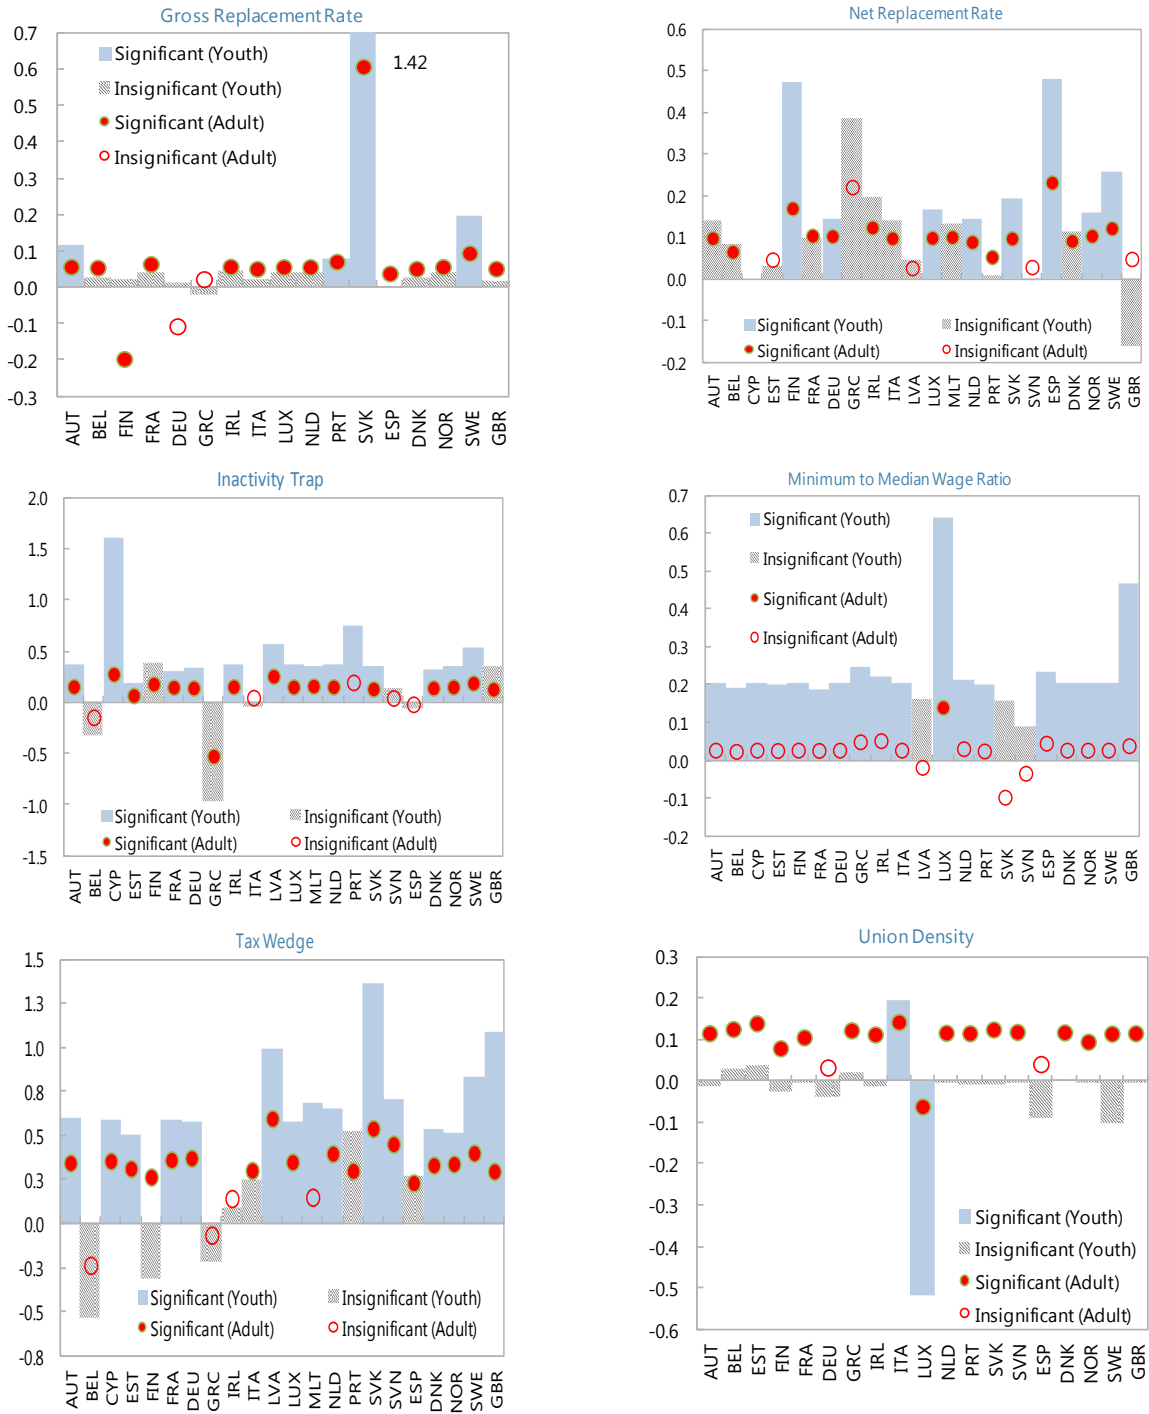 Gross Replacement Rate
0.7
0.6
0.5
0.4
0.3
0.2
0.1
0.0
-0.1
-0.2
-0.3
Significant (Youth)
Insignificant (Youth)
Significant (Adult)
Insignificant (Adult)
1.42
AUT BEL FIN FRA DEU GRC IRL ITA LUX NLD PRT SVK ESP DNK NOR SWE GBR
Net Replacement Rate
0.6
0.5
0.4
0.3
0.2
0.1
0.0
-0.1
-0.2
Significant (Youth) Insignificant (Youth)
Significant (Adult) Insignificant (Adult)
AUT BEL CYP EST FIN FRA DEU GRC IRL ITA LVA LUX MLT NLD PRT SVK SVN ESP DNK NOR SWE GBR
Inactivity Trap
2.0
1.5
1.0
0.5
0.0
-0.5
-1.0
-1.5
Significant (Youth) Insignificant (Youth)
Significant (Adult) Insignificant (Adult)
AUT BEL CYP EST FIN FRA DEU GRC IRL ITA LVA LUX MLT NLD PRT SVK SVN ESP DNK NOR SWE GBR
Minimum to Median Wage Ratio
0.7
0.6
0.5
0.4
0.3
0.2
0.1
0.0
-0.1
-0.2
Significant (Youth)
Insignificant (Youth)
Significant (Adult)
Insignificant (Adult)
AUT BEL CYP EST FIN FRA DEU GRC IRL ITA LVA LUX NLD PRT SVK SVN ESP DNK NOR SWE GBR
Tax Wedge
1.5
1.3
1.0
0.8
0.5
0.3
0.0
-0.3
-0.5
-0.8
Significant (Youth) Insignificant (Youth)
Significant (Adult) Insignificant (Adult)
AUT BEL CYP EST FIN FRA DEU GRC IRL ITA LVA LUX MLT NLD PRT SVK SVN ESP DNK NOR SWE GBR
Union Density
0.3
0.2
0.1
0.0
-0.1
-0.2
-0.3
-0.4
-0.5
-0.6
Significant (Youth)
Insignificant (Youth)
Significant (Adult)
Insignificant (Adult)
AUT BEL EST FIN FRA DEU GRC IRL ITA LUX NLD PRT SVK SVN ESP DNK NOR SWE GBR